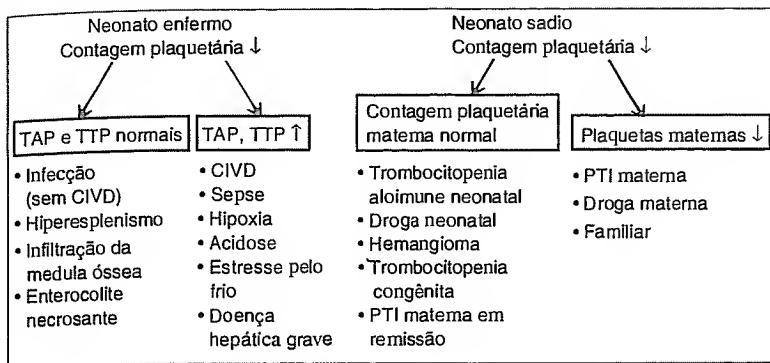 Neonato enfermo
Contagem plaquetária ↓
TAP e TTP normais
• Infecção
(sem CIVD)
• Hiperesplenismo
• Infiltração da
medula óssea
• Enterocolite
necrosante
TAP, TTP ↑
• CIVD
• Sepse
• Hipoxia
• Acidose
• Estresse pelo
frio
• Doença
hepática grave
Neonato sadio
Contagem plaquetária ↓
Contagem plaquetária
materna normal
• Trombocitopenia
aloimune neonatal
• Droga neonatal
• Hemangioma
• Trombocitopenia
congênita
• PTI materna em
remissão
Plaquetas maternas ↓
• PTI materna
• Droga materna
• Familiar